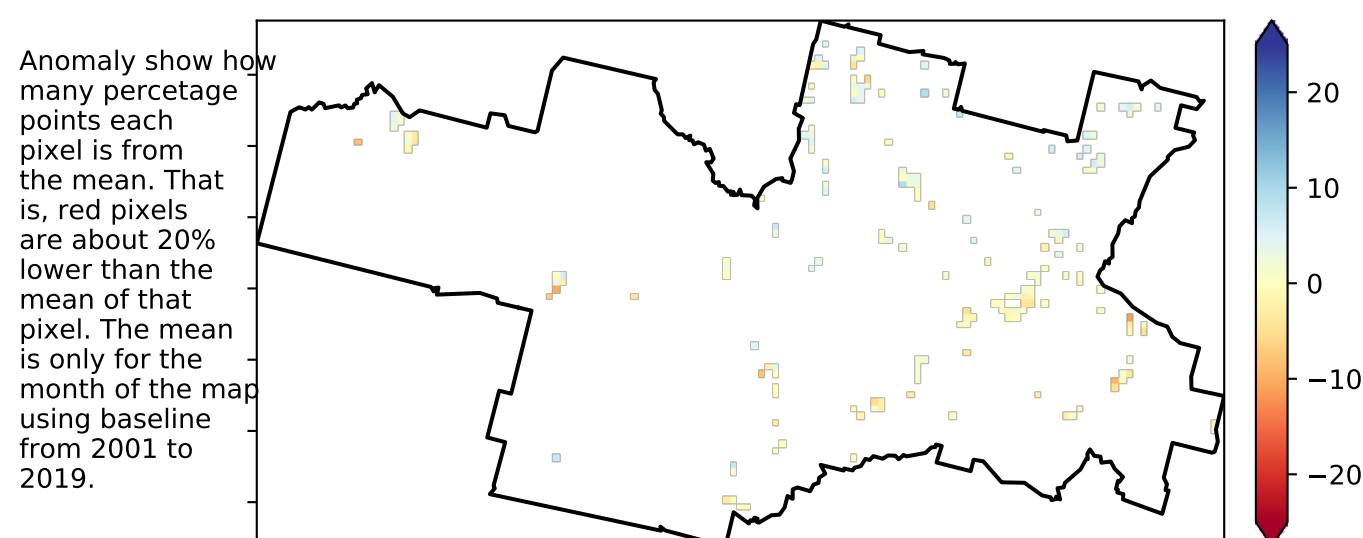 Anomaly show how
many percetage
points each
pixel is from
the mean. That
is, red pixels
are about 20%
lower than the
mean of that
pixel. The mean
is only for the
month of the map
using baseline
from 2001 to
2019.
20
10
0
−10
−20